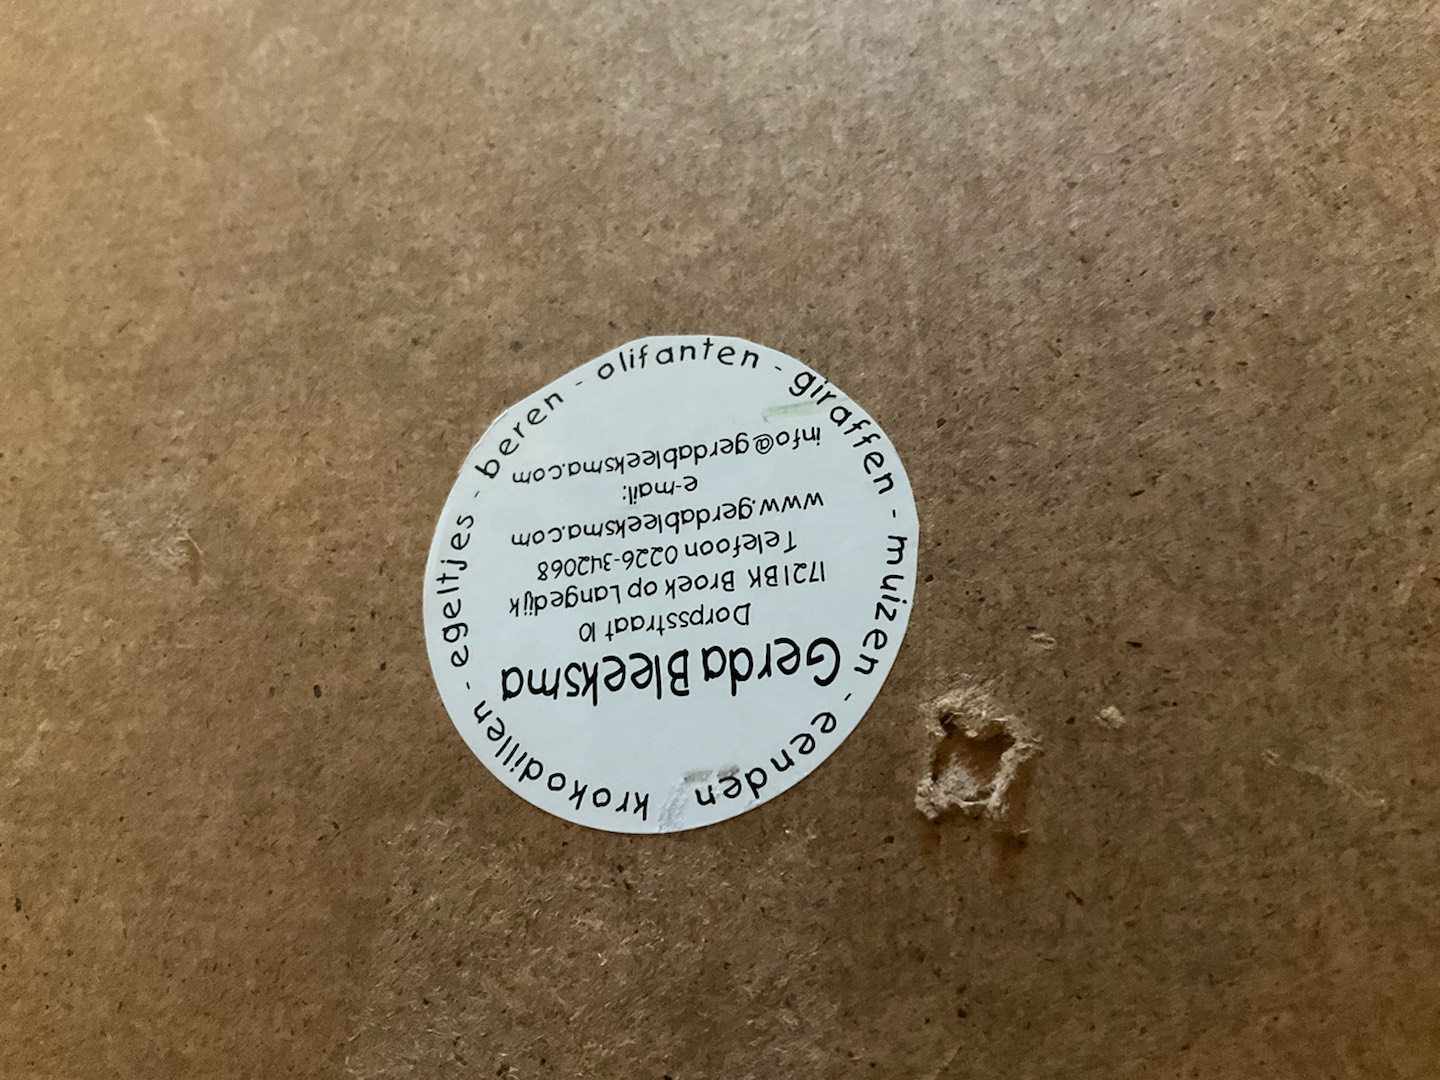 Gerda Bleeksma
Dorpsstraat 10
1721BK Broek op Langedijk
Telefoon 0226-342068
www.gerdableeksma.com
e-mail:
info@gerdableeksma.com
krokodillen - egeltjes - beren - olifanten - giraffen - muizen - eenden